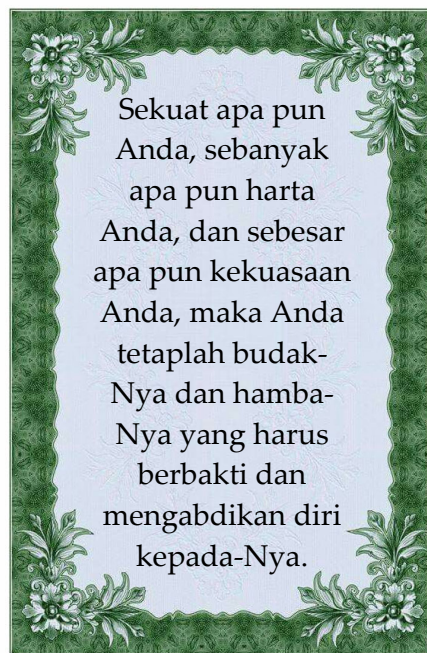 Sekuat apa pun
Anda, sebanyak
apa pun harta
Anda, dan sebesar
apa pun kekuasaan
Anda, maka Anda
tetaplah budak-
Nya dan hamba-
Nya yang harus
berbakti dan
mengabdikan diri
kepada-Nya.